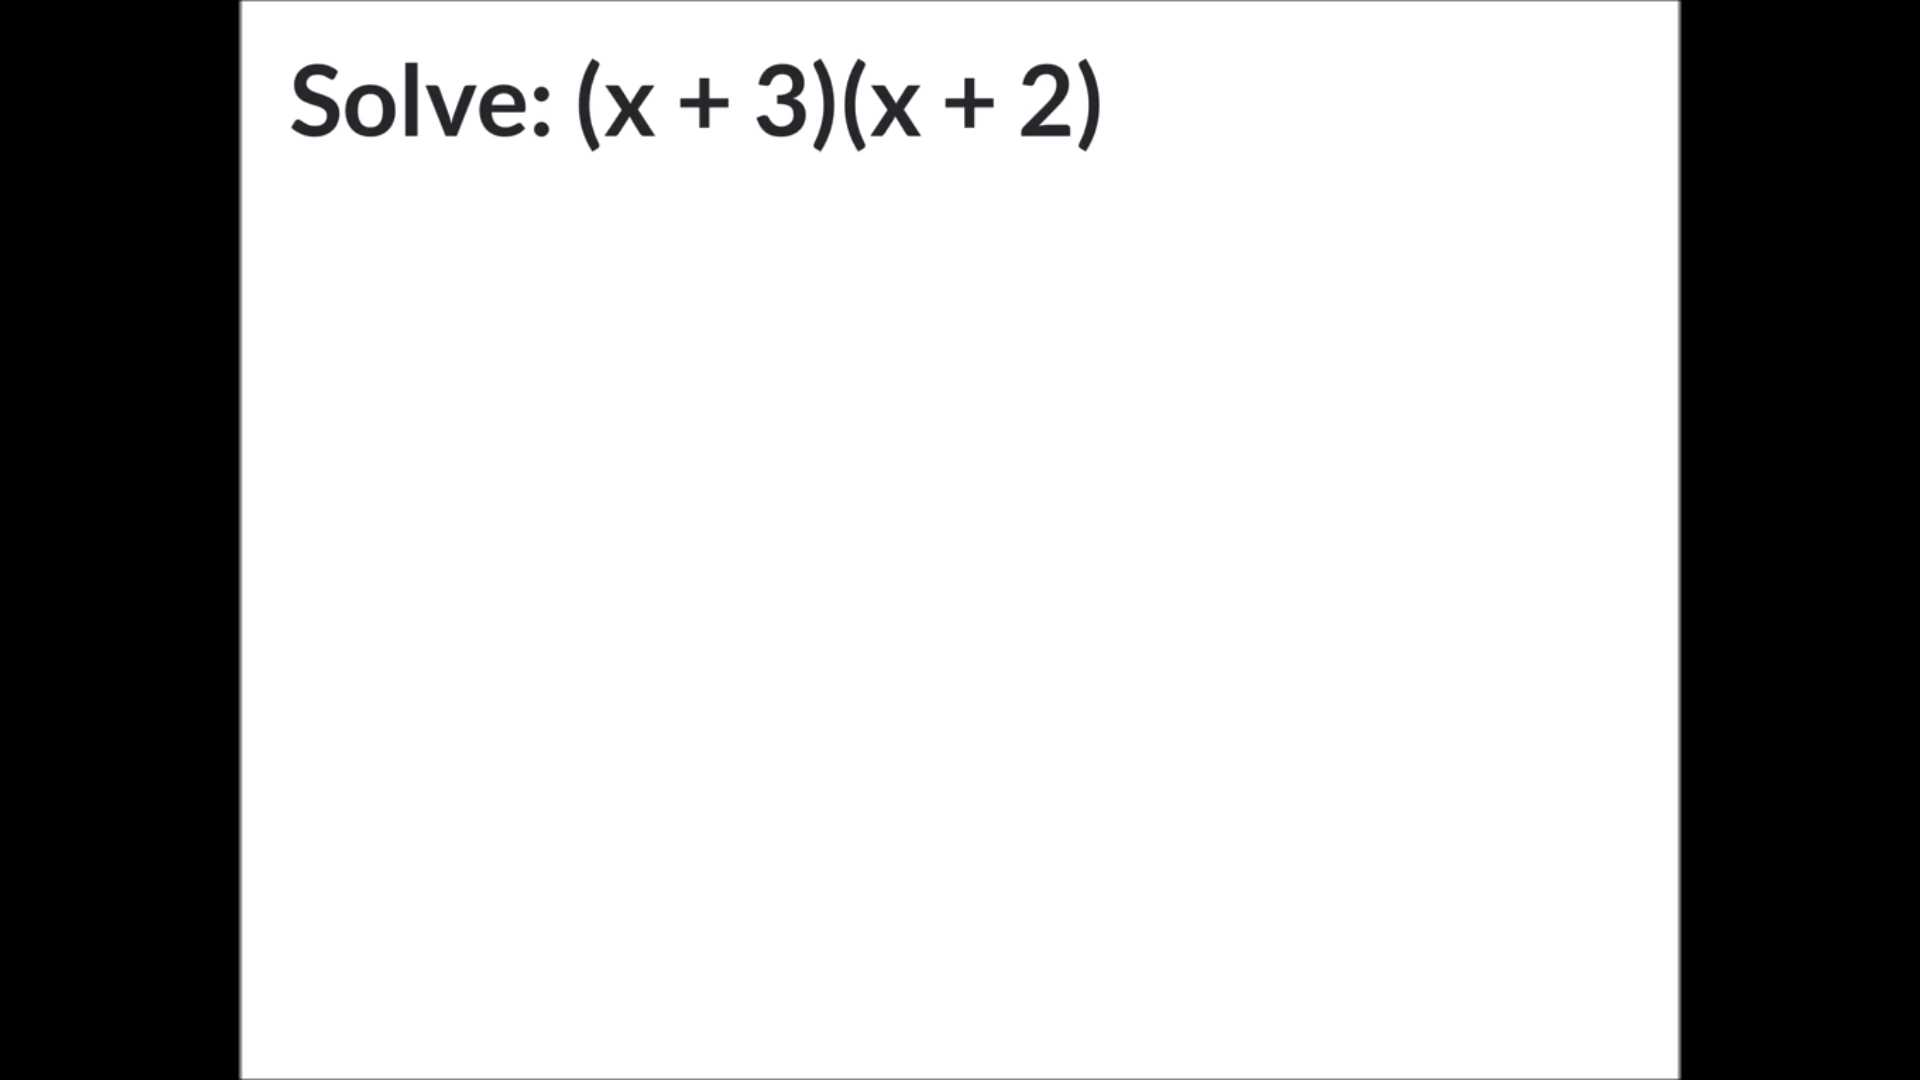 Solve: (x + 3)(x + 2)